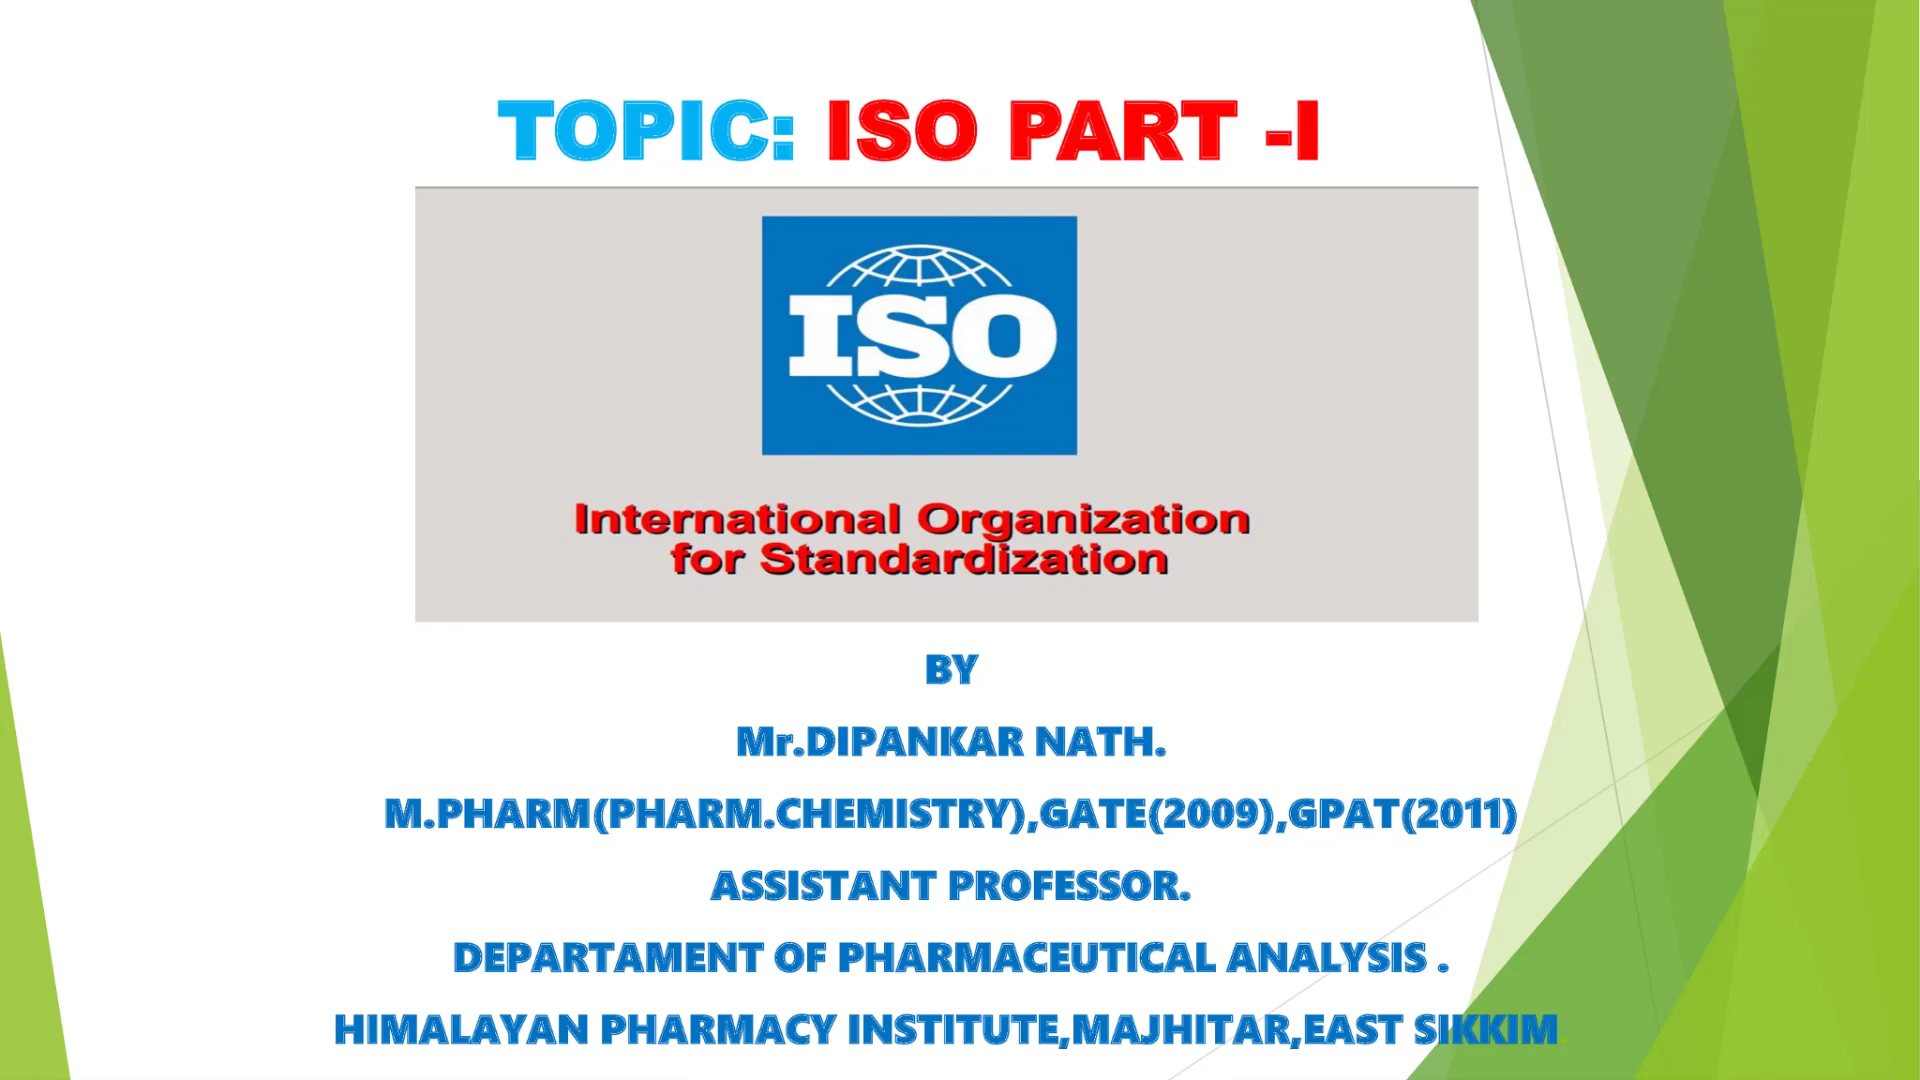 TOPIC: ISO PART -I
ISO
International Organization
for Standardization
BY
Mr.DIPANKAR NATH.
M.PHARM(PHARM.CHEMISTRY),GATE(2009),GPAT(2011)
ASSISTANT PROFESSOR.
DEPARTAMENT OF PHARMACEUTICAL ANALYSIS .
HIMALAYAN PHARMACY INSTITUTE,MAJHITAR,EAST SIKKIM